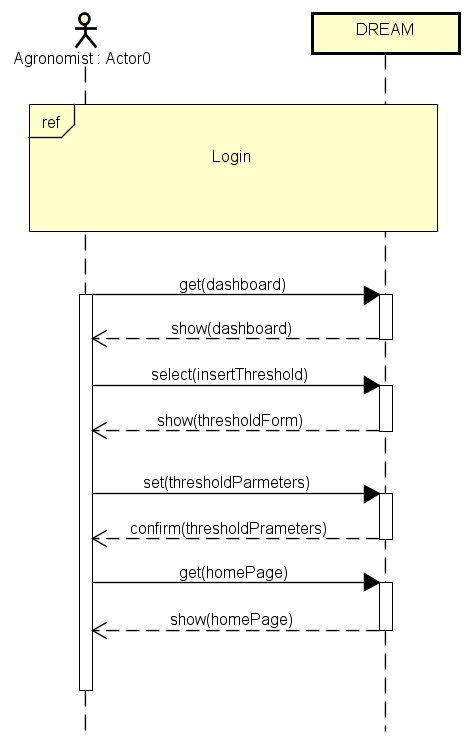 DREAM
Agronomist : Actor0
ref
Login
get(dashboard)
show(dashboard)
select(insertThreshold)
show(thresholdForm)
set(thresholdParmeters)
confirm(thresholdPrameters)
get(homePage)
show(homePage)